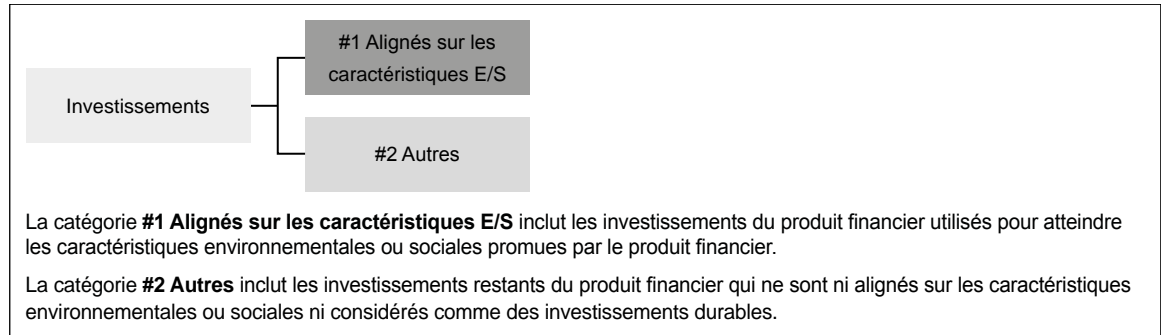 #1 Alignés sur les
caractéristiques E/S
Investissements
#2 Autres
La catégorie #1 Alignés sur les caractéristiques E/S inclut les investissements du produit financier utilisés pour atteindre
les caractéristiques environnementales ou sociales promues par le produit financier.
La catégorie #2 Autres inclut les investissements restants du produit financier qui ne sont ni alignés sur les caractéristiques
environnementales ou sociales ni considérés comme des investissements durables.